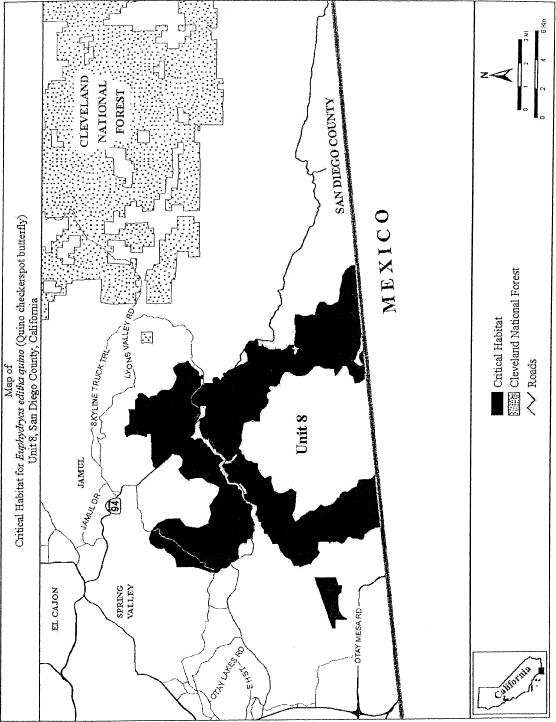 Map of
Critical Habitat for Euphydryas editha quino (Quino checkerspot butterfly)
Unit 8, San Diego County, California
EL CAJON
SPRING
VALLEY
OTAY LAKES RD
E H ST
OTAY MESA RD
JAMUL
JAMUL DR
94
SKYLINE TRUCK TRL
LYONS VALLEY RD
CLEVELAND
NATIONAL
FOREST
Unit 8
SAN DIEGO COUNTY
MEXICO
California
Critical Habitat
Cleveland National Forest
Roads
N
0 1 2 3 Mi
0 2 4 6 Km